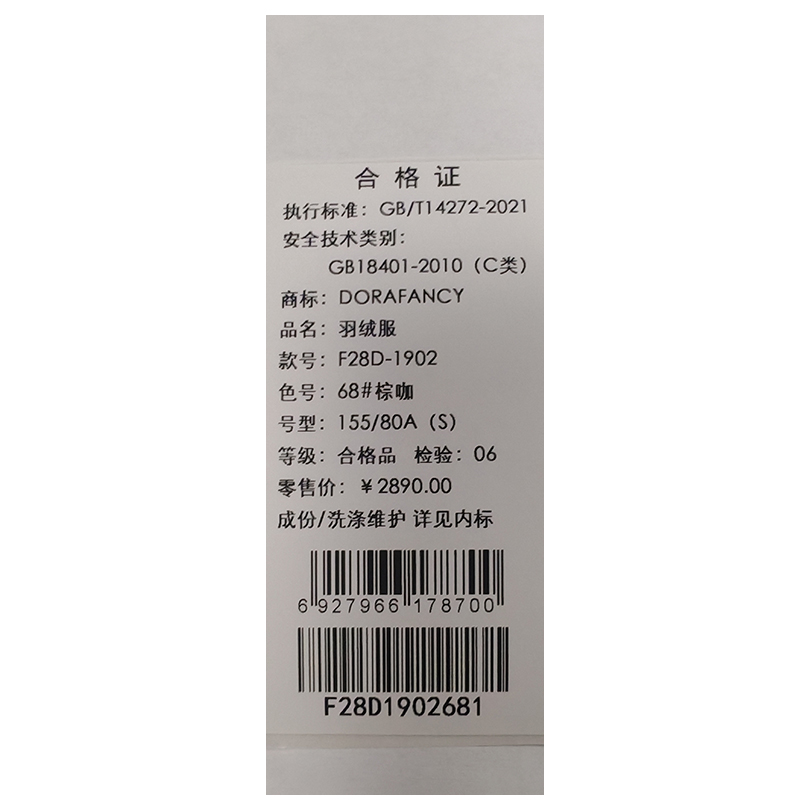 合格证
执行标准：GB/T14272-2021
安全技术类别：
GB18401-2010（C类）
商标：DORAFANCY
品名：羽绒服
款号：F28D-1902
色号：68#棕咖
号型：155/80A（S）
等级：合格品 检验：06
零售价：￥2890.00
成份/洗涤维护 详见内标
6 927966 178700
F28D1902681